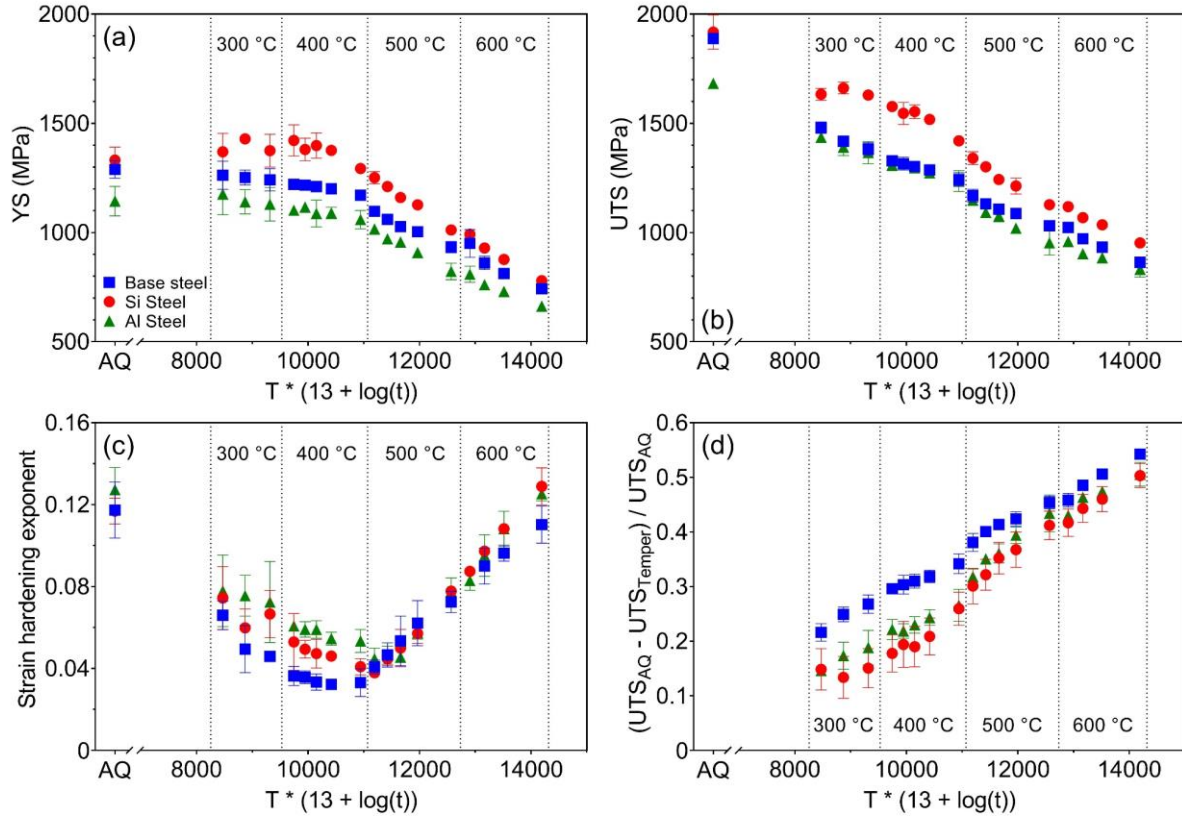 (a)
300 °C 400 °C 500 °C 600 °C
2000
1500
1000
500
YS (MPa)
Base steel
Si Steel
Al Steel
AQ 8000 10000 12000 14000
T * (13 + log(t))
(b)
300 °C 400 °C 500 °C 600 °C
2000
1500
1000
500
UTS (MPa)
AQ 8000 10000 12000 14000
T * (13 + log(t))
(c)
300 °C 400 °C 500 °C 600 °C
0.16
0.12
0.08
0.04
0
Strain hardening exponent
AQ 8000 10000 12000 14000
T * (13 + log(t))
(d)
0.6
0.5
0.4
0.3
0.2
0.1
0
(UTSAQ - UTSTemper) / UTSAQ
300 °C 400 °C 500 °C 600 °C
AQ 8000 10000 12000 14000
T * (13 + log(t))